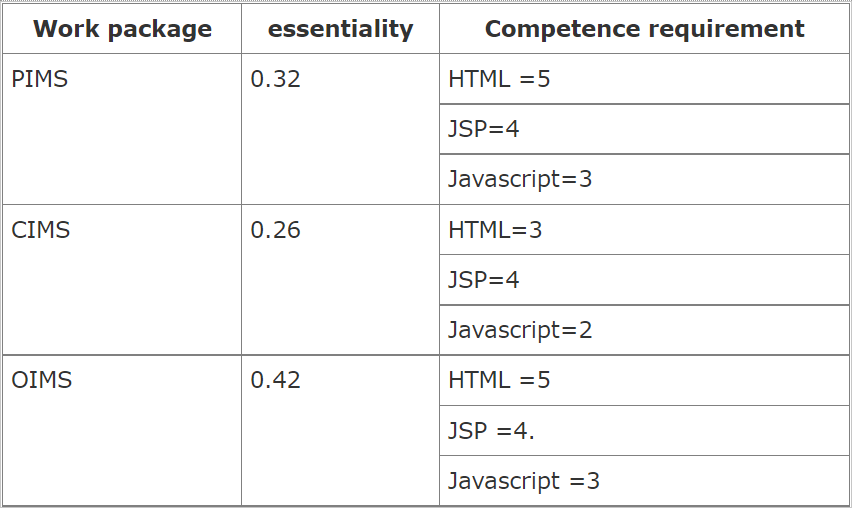 Work package essentiality Competence requirement
PIMS 0.32 HTML =5
JSP=4
Javascript=3
CIMS 0.26 HTML=3
JSP=4
Javascript=2
OIMS 0.42 HTML =5
JSP =4.
Javascript =3